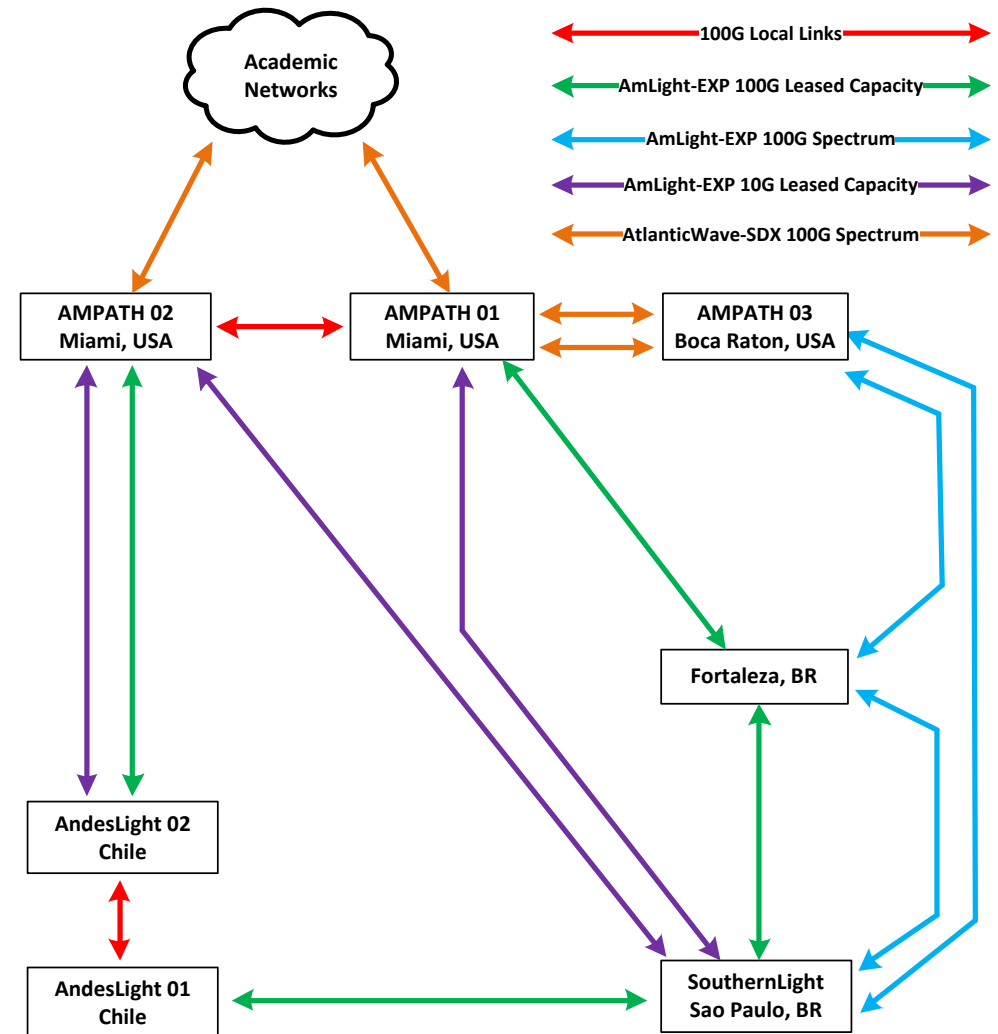 Academic
Networks
100G Local Links
AmLight-EXP 100G Leased Capacity
AmLight-EXP 100G Spectrum
AmLight-EXP 10G Leased Capacity
AtlanticWave-SDX 100G Spectrum
AMPATH 02
Miami, USA
AMPATH 01
Miami, USA
AMPATH 03
Boca Raton, USA
Fortaleza, BR
AndesLight 02
Chile
AndesLight 01
Chile
SouthernLight
Sao Paulo, BR